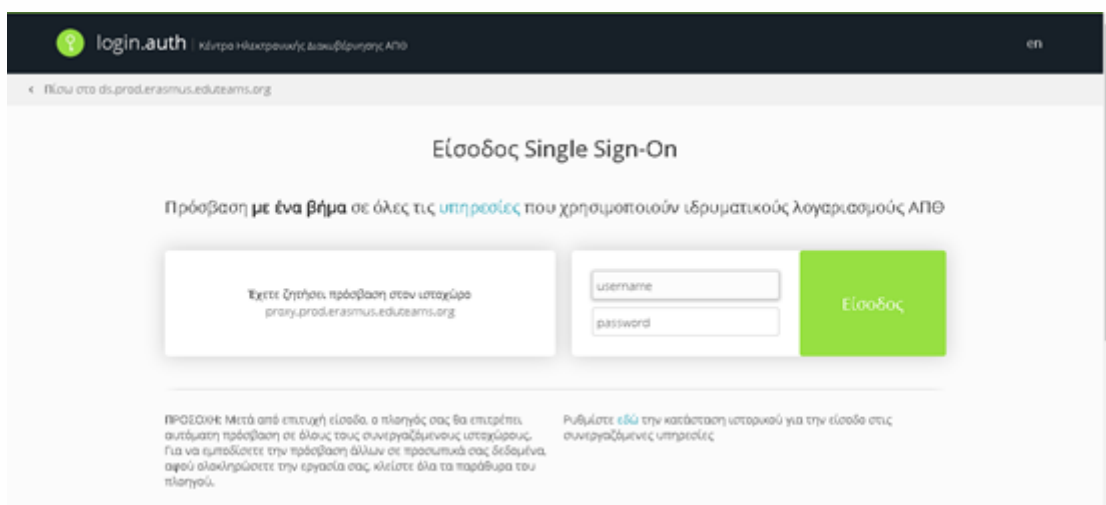 login.auth | Κέντρο Ηλεκτρονικής Διακυβέρνησης ΑΠΘ
en
‹ Πίσω στο ds.prod.erasmus.eduteams.org
Είσοδος Single Sign-On
Πρόσβαση με ένα βήμα σε όλες τις υπηρεσίες που χρησιμοποιούν ιδρυματικούς λογαριασμούς ΑΠΘ
Έχετε ζητήσει πρόσβαση στον ιστοχώρο
proxy.prod.erasmus.eduteams.org
username
password
Είσοδος
ΠΡΟΣΟΧΗ: Μετά από επιτυχή είσοδο, ο πλοηγός σας θα επιτρέπει
αυτόματη πρόσβαση σε όλους τους συνεργαζόμενους ιστοχώρους.
Για να εμποδίσετε την πρόσβαση άλλων σε προσωπικά σας δεδομένα,
αφού ολοκληρώσετε την εργασία σας, κλείστε όλα τα παράθυρα του
πλοηγού.
Ρυθμίστε εδώ την κατάσταση ιστορικού για την είσοδο στις
συνεργαζόμενες υπηρεσίες